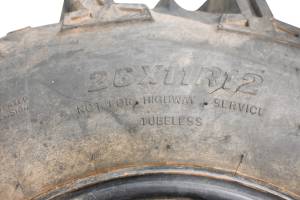 26X11R12
NOT FOR HIGHWAY SERVICE
TUBELESS